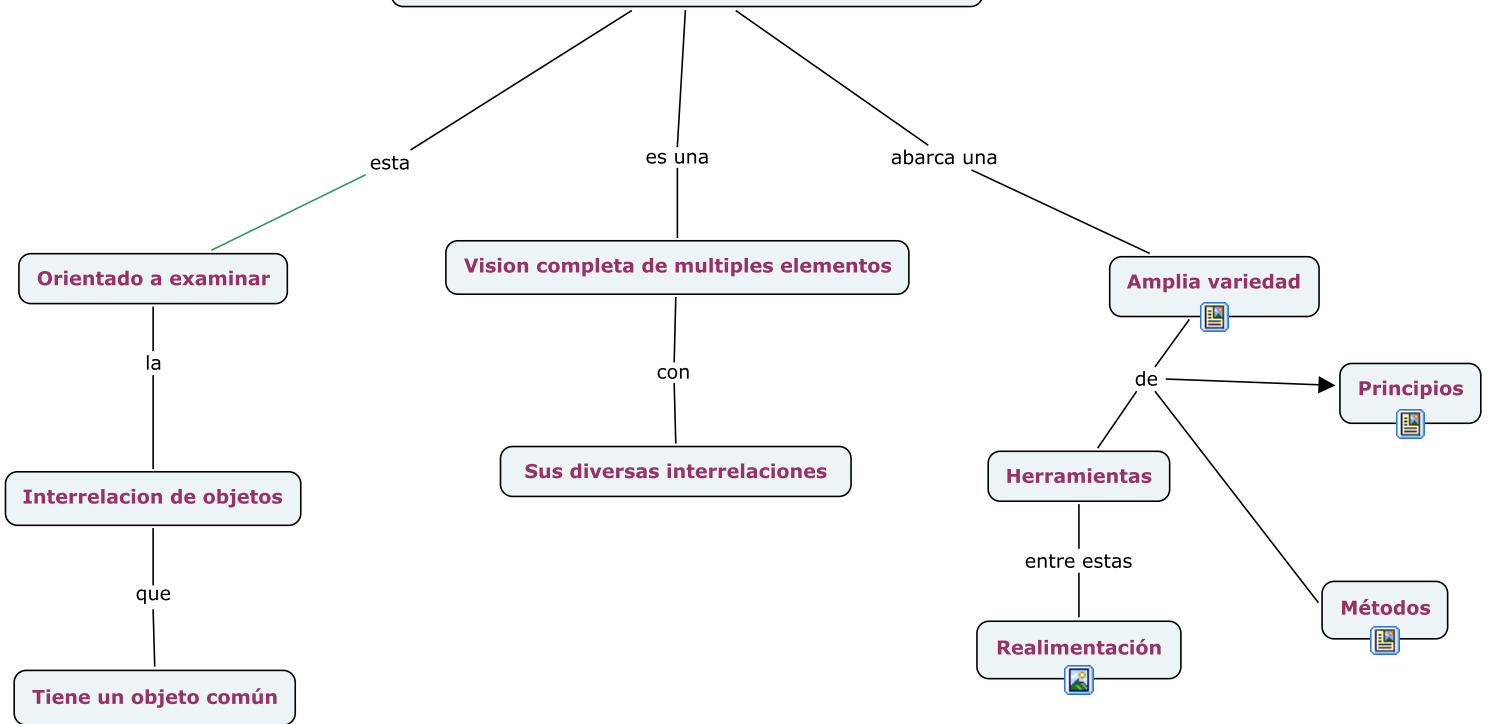 esta
es una
abarca una
Orientado a examinar
Vision completa de multiples elementos
Amplia variedad
la
con
de
Principios
Interrelacion de objetos
Sus diversas interrelaciones
Herramientas
que
entre estas
Métodos
Realimentación
Tiene un objeto común